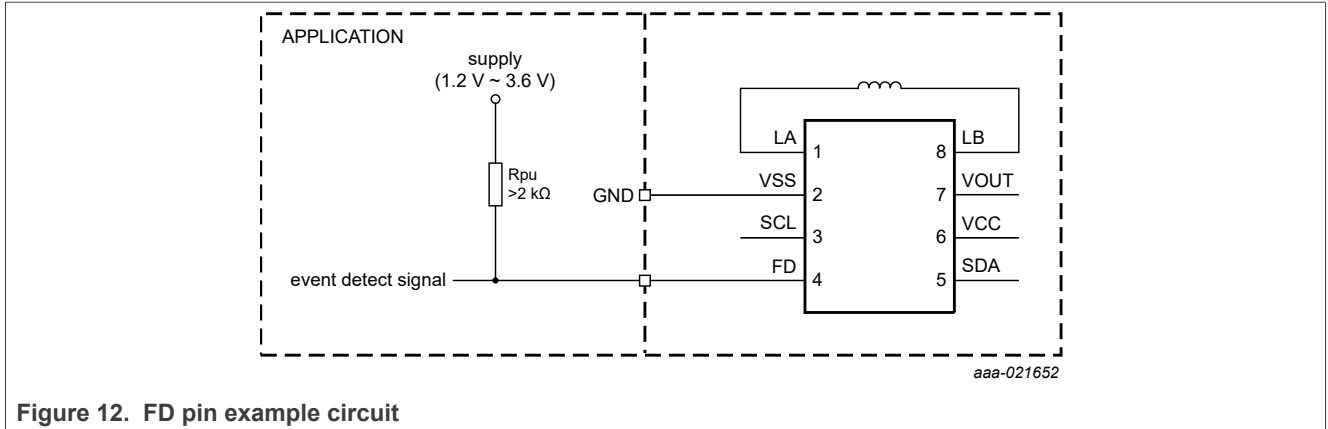 APPLICATION
supply
(1.2 V ~ 3.6 V)
Rpu
>2 kΩ
GND
event detect signal
LA
1
8
LB
VSS
2
7
VOUT
SCL
3
6
VCC
FD
4
5
SDA
aaa-021652
Figure 12. FD pin example circuit